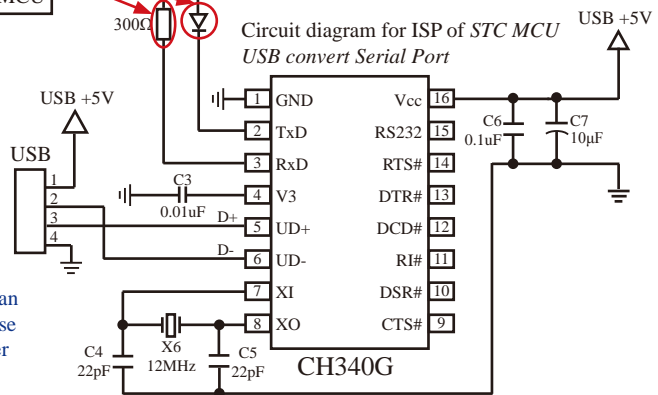 MCU
300Ω
Circuit diagram for ISP of STC MCU
USB convert Serial Port
USB +5V
USB +5V
USB
1
2
3
4
C3
0.01uF
D+
D-
1 GND
2 TxD
3 RxD
4 V3
5 UD+
6 UD-
7 XI
8 XO
Vcc 16
RS232 15
RTS# 14
DTR# 13
DCD# 12
RI# 11
DSR# 10
CTS# 9
C6
0.1uF
C7
10μF
an
se
er
C4
22pF
X6
12MHz
C5
22pF
CH340G